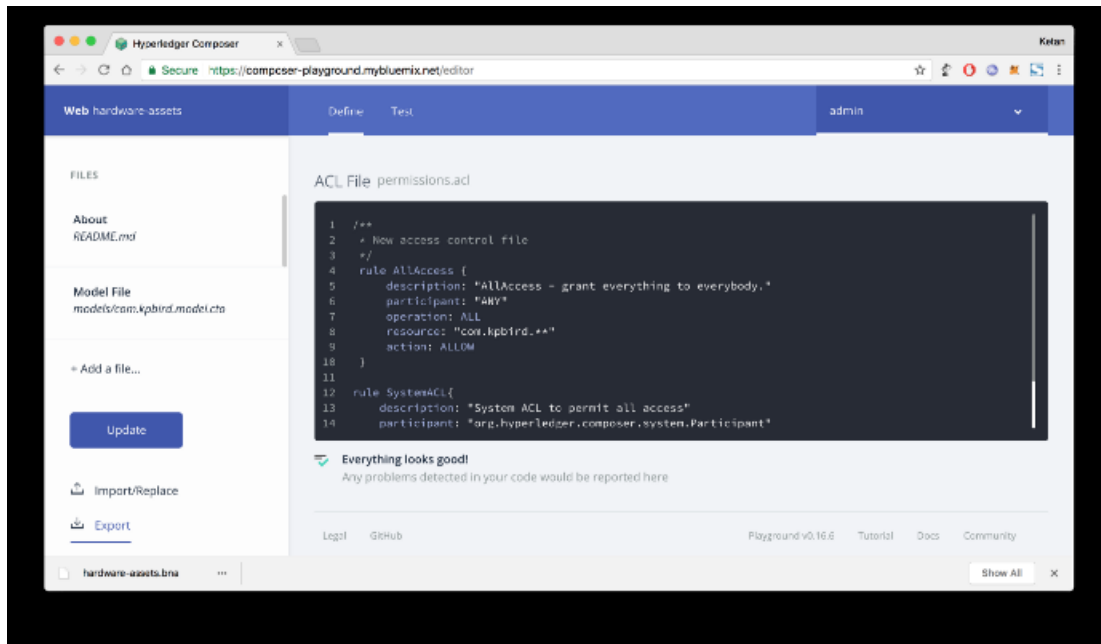 Hyperledger Composer
Ketan
Secure https://composer-playground.mybluemix.net/editor
Web hardware-assets
Define
Test
admin
FILES
About
README.md
Model File
models/com.kpbird.model.cto
+ Add a file...
Update
Import/Replace
Export
ACL File permissions.acl
1 /**
2 * New access control file
3 */
4 rule AllAccess {
5 description: "AllAccess - grant everything to everybody."
6 participant: "ANY"
7 operation: ALL
8 resource: "com.kpbird.**"
9 action: ALLOW
10 }
11
12 rule SystemACL{
13 description: "System ACL to permit all access"
14 participant: "org.hyperledger.composer.system.Participant"
Everything looks good!
Any problems detected in your code would be reported here
Legal GitHub
Playground v0.16.6 Tutorial Docs Community
hardware-assets.bna
Show All